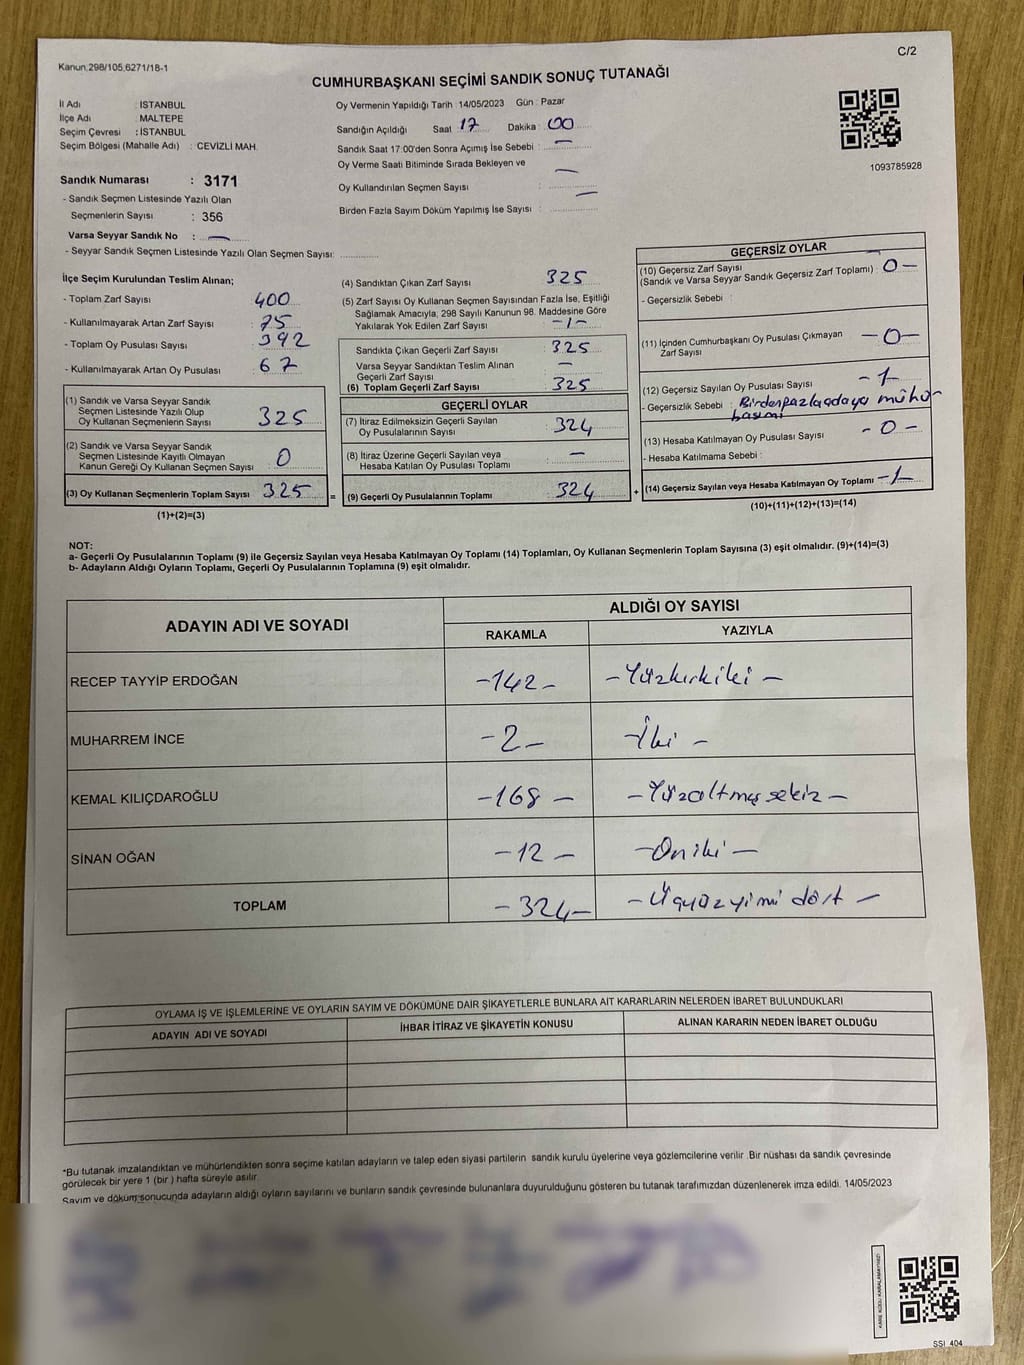 C/2
Kanun.298/105,6271/18-1
CUMHURBAŞKANI SEÇİMİ SANDIK SONUÇ TUTANAĞI
İl Adı : İSTANBUL
İlçe Adı : MALTEPE
Seçim Çevresi : İSTANBUL
Seçim Bölgesi (Mahalle Adı) : CEVİZLİ MAH.
Sandık Numarası : 3171
- Sandık Seçmen Listesinde Yazılı Olan
Seçmenlerin Sayısı : 356
Varsa Seyyar Sandık No : —
- Seyyar Sandık Seçmen Listesinde Yazılı Olan Seçmen Sayısı:
Oy Vermenin Yapıldığı Tarih : 14/05/2023 Gün : Pazar
Sandığın Açıldığı Saat 17 Dakika 00
Sandık Saat 17:00'den Sonra Açımış İse Sebebi : —
Oy Verme Saati Bitiminde Sırada Bekleyen ve —
Oy Kullandırılan Seçmen Sayısı : —
Birden Fazla Sayım Döküm Yapılmış İse Sayısı :
1093785928
İlçe Seçim Kurulundan Teslim Alınan;
- Toplam Zarf Sayısı : 400
- Kullanılmayarak Artan Zarf Sayısı : 75
- Toplam Oy Pusulası Sayısı : 392
- Kullanılmayarak Artan Oy Pusulası : 67
(1) Sandık ve Varsa Seyyar Sandık
Seçmen Listesinde Yazılı Olup
Oy Kullanan Seçmenlerin Sayısı : 325
(2) Sandık ve Varsa Seyyar Sandık
Seçmen Listesinde Kayıtlı Olmayan
Kanun Gereği Oy Kullanan Seçmen Sayısı : 0
(3) Oy Kullanan Seçmenlerin Toplam Sayısı : 325 =
(1)+(2)=(3)
(4) Sandıktan Çıkan Zarf Sayısı : 325
(5) Zarf Sayısı Oy Kullanan Seçmen Sayısından Fazla İse, Eşitliği
Sağlamak Amacıyla, 298 Sayılı Kanunun 98. Maddesine Göre
Yakılarak Yok Edilen Zarf Sayısı : -/-
Sandıkta Çıkan Geçerli Zarf Sayısı : 325
Varsa Seyyar Sandıktan Teslim Alınan
Geçerli Zarf Sayısı : —
(6) Toplam Geçerli Zarf Sayısı : 325
GEÇERLİ OYLAR
(7) İtiraz Edilmeksizin Geçerli Sayılan
Oy Pusulalarının Sayısı : 324
(8) İtiraz Üzerine Geçerli Sayılan veya
Hesaba Katılan Oy Pusulası Toplamı : —
(9) Geçerli Oy Pusulalarının Toplamı : 324 +
GEÇERSİZ OYLAR
(10) Geçersiz Zarf Sayısı
(Sandık ve Varsa Seyyar Sandık Geçersiz Zarf Toplamı) : -0-
- Geçersizlik Sebebi :
(11) İçinden Cumhurbaşkanı Oy Pusulası Çıkmayan
Zarf Sayısı : -0-
(12) Geçersiz Sayılan Oy Pusulası Sayısı : -1-
- Geçersizlik Sebebi : Birden fazla adaya mühür
basımı
(13) Hesaba Katılmayan Oy Pusulası Sayısı : -0-
- Hesaba Katılmama Sebebi :
(14) Geçersiz Sayılan veya Hesaba Katılmayan Oy Toplamı : -1-
(10)+(11)+(12)+(13)=(14)
NOT:
a- Geçerli Oy Pusulalarının Toplamı (9) ile Geçersiz Sayılan veya Hesaba Katılmayan Oy Toplamı (14) Toplamları, Oy Kullanan Seçmenlerin Toplam Sayısına (3) eşit olmalıdır. (9)+(14)=(3)
b- Adayların Aldığı Oyların Toplamı, Geçerli Oy Pusulalarının Toplamına (9) eşit olmalıdır.
ADAYIN ADI VE SOYADI
ALDIĞI OY SAYISI
RAKAMLA YAZIYLA
RECEP TAYYİP ERDOĞAN -142- -Yüzkırkiki-
MUHARREM İNCE -2- -İki-
KEMAL KILIÇDAROĞLU -168- -Yüzaltmış sekiz-
SİNAN OĞAN -12- -Oniki-
TOPLAM -324- -Üçyüzyimi dört-
OYLAMA İŞ VE İŞLEMLERİNE VE OYLARIN SAYIM VE DÖKÜMÜNE DAİR ŞİKAYETLERLE BUNLARA AİT KARARLARIN NELERDEN İBARET BULUNDUKLARI
ADAYIN ADI VE SOYADI İHBAR İTİRAZ VE ŞİKAYETİN KONUSU ALINAN KARARIN NEDEN İBARET OLDUĞU
*Bu tutanak imzalandıktan ve mühürlendikten sonra seçime katılan adayların ve talep eden siyasi partilerin sandık kurulu üyelerine veya gözlemcilerine verilir .Bir nüshası da sandık çevresinde
görülecek bir yere 1 (bir ) hafta süreyle asılır.
Sayım ve döküm sonucunda adayların aldığı oyların sayılarını ve bunların sandık çevresinde bulunanlara duyurulduğunu gösteren bu tutanak tarafımızdan düzenlenerek imza edildi. 14/05/2023
KARE KODU KARALAMAYINIZ!
SSI_404